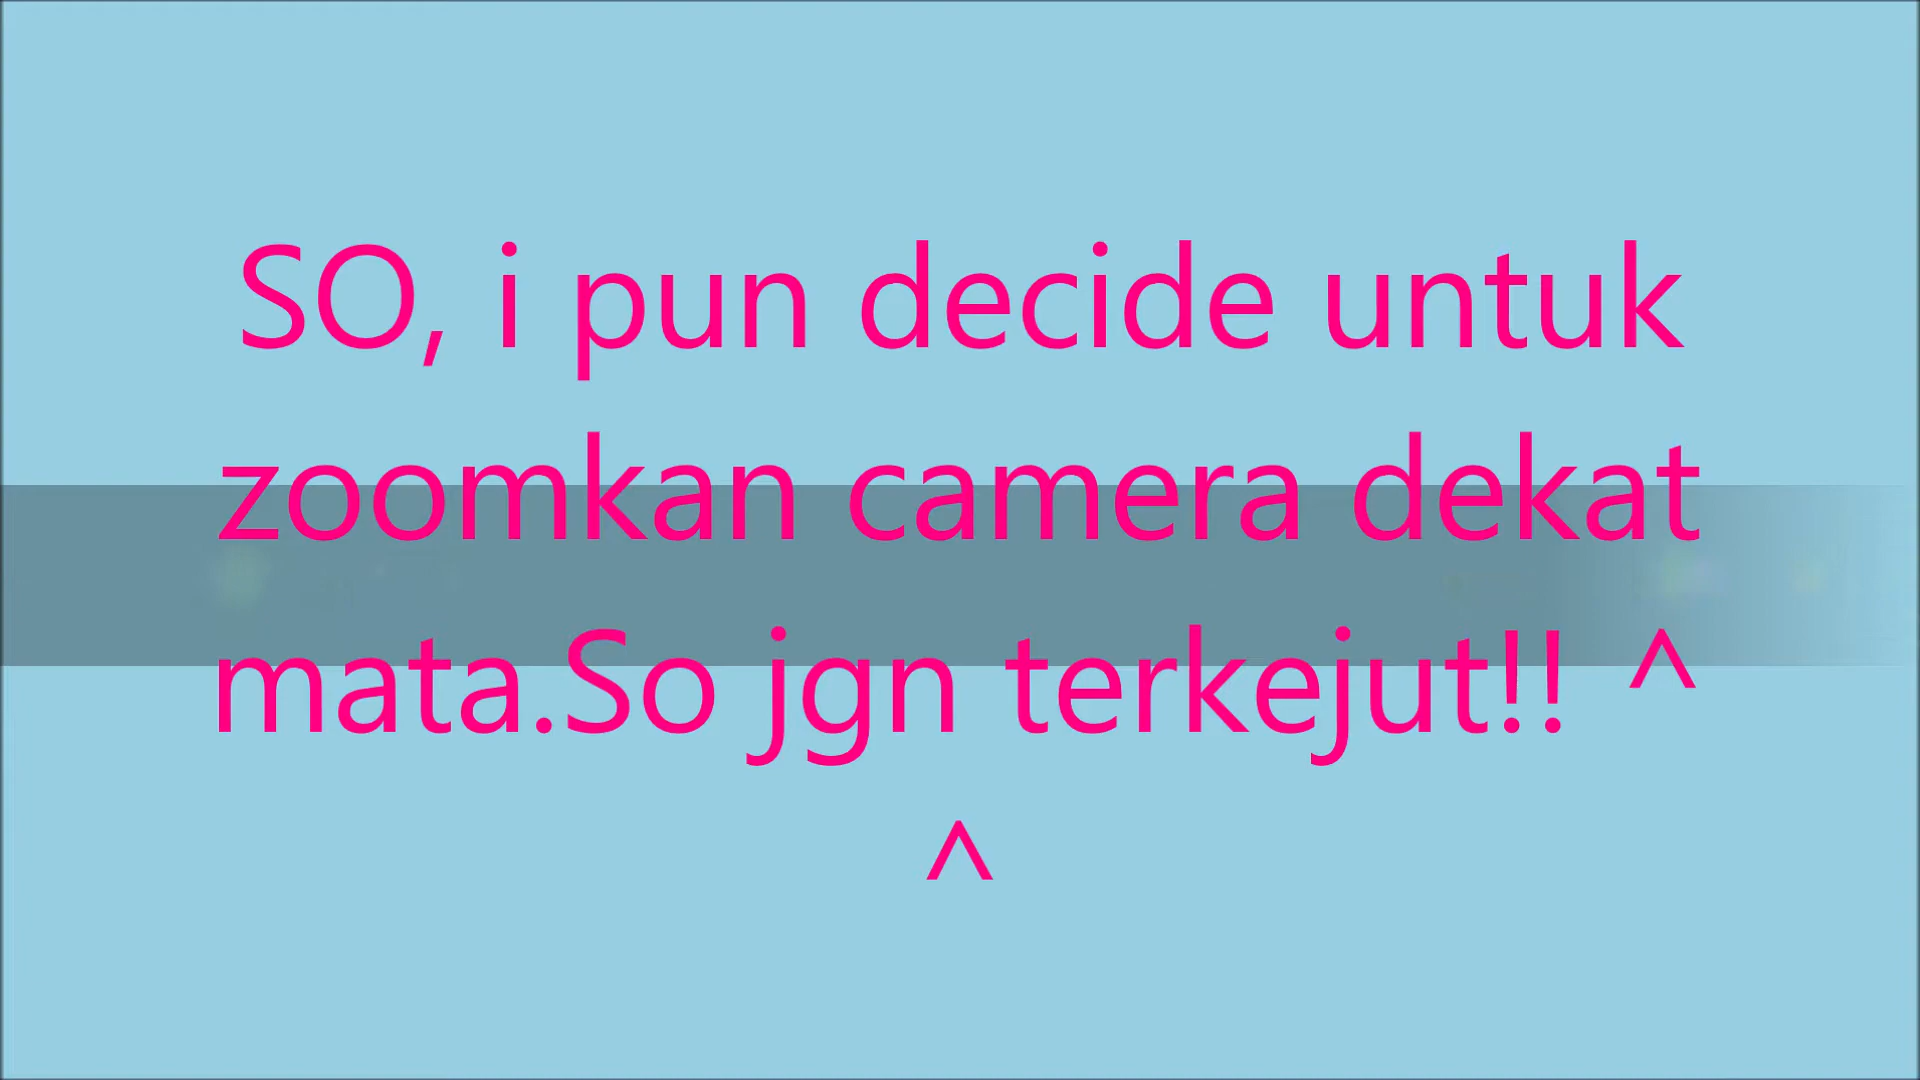 SO, i pun decide untuk
zoomkan camera dekat
mata.So jgn terkejut!! ^
^